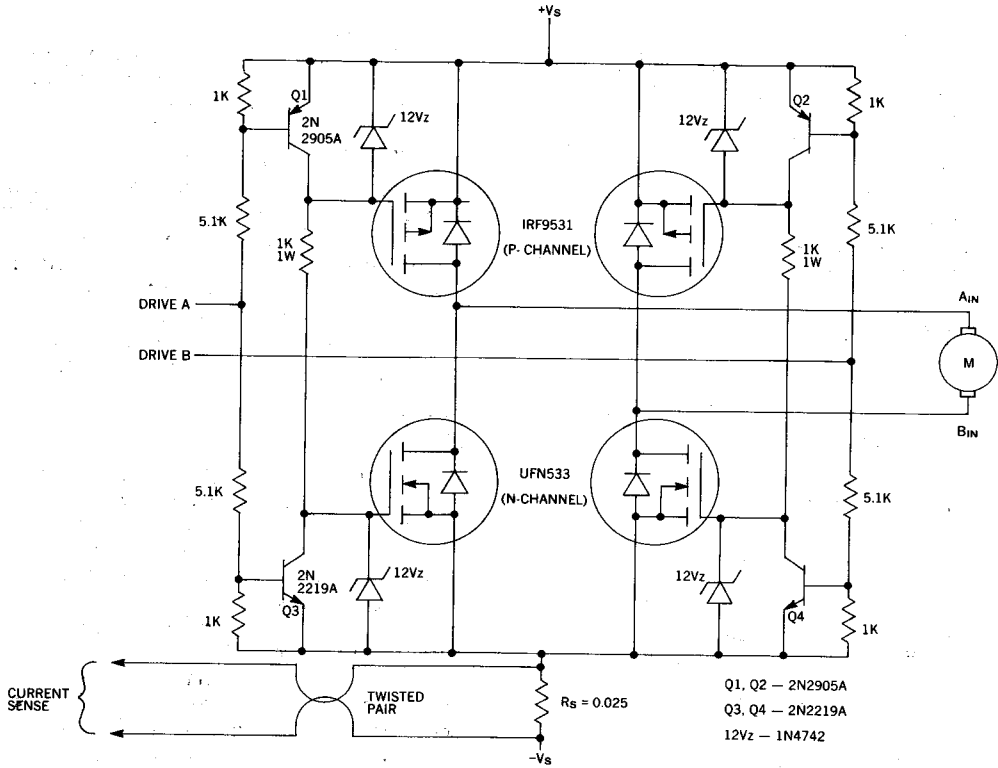 +Vs
1K
Q1
2N
2905A
12Vz
12Vz
Q2
1K
5.1K
1K
1W
IRF9531
(P- CHANNEL)
1K
1W
5.1K
DRIVE A
AIN
DRIVE B
M
BIN
5.1K
UFN533
(N-CHANNEL)
5.1K
2N
2219A
Q3
12Vz
12Vz
Q4
1K
1K
CURRENT
SENSE
TWISTED
PAIR
Rs = 0.025
−Vs
Q1, Q2 — 2N2905A
Q3, Q4 — 2N2219A
12Vz — 1N4742